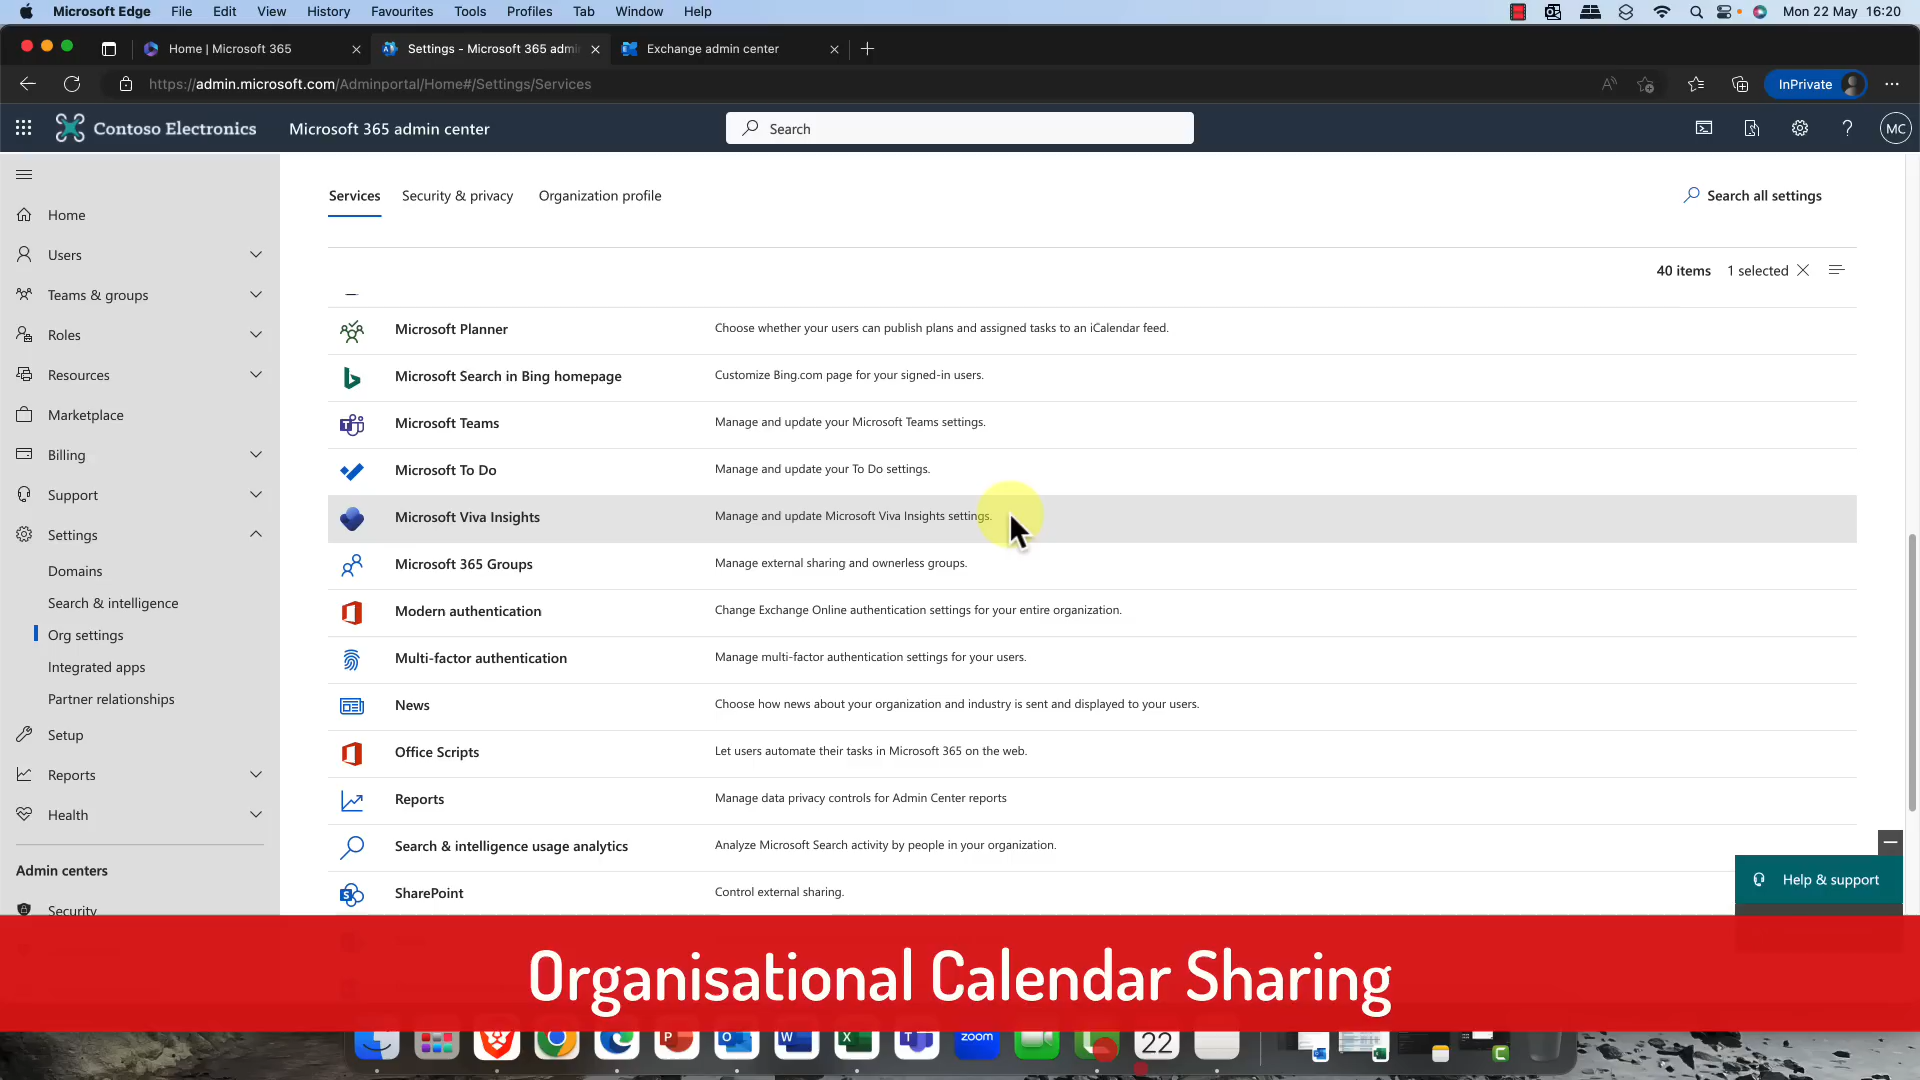 Microsoft Edge File Edit View History Favourites Tools Profiles Tab Window Help Mon 22 May 16:20
Home | Microsoft 365 Settings - Microsoft 365 admi Exchange admin center
https://admin.microsoft.com/Adminportal/Home#/Settings/Services InPrivate
Contoso Electronics Microsoft 365 admin center Search MC
Services Security & privacy Organization profile Search all settings
40 items 1 selected
Home
Users
Teams & groups
Roles
Resources
Marketplace
Billing
Support
Settings
Domains
Search & intelligence
Org settings
Integrated apps
Partner relationships
Setup
Reports
Health
Admin centers
Security
Microsoft Planner Choose whether your users can publish plans and assigned tasks to an iCalendar feed.
Microsoft Search in Bing homepage Customize Bing.com page for your signed-in users.
Microsoft Teams Manage and update your Microsoft Teams settings.
Microsoft To Do Manage and update your To Do settings.
Microsoft Viva Insights Manage and update Microsoft Viva Insights settings.
Microsoft 365 Groups Manage external sharing and ownerless groups.
Modern authentication Change Exchange Online authentication settings for your entire organization.
Multi-factor authentication Manage multi-factor authentication settings for your users.
News Choose how news about your organization and industry is sent and displayed to your users.
Office Scripts Let users automate their tasks in Microsoft 365 on the web.
Reports Manage data privacy controls for Admin Center reports
Search & intelligence usage analytics Analyze Microsoft Search activity by people in your organization.
SharePoint Control external sharing.
Help & support
Organisational Calendar Sharing
zoom 22